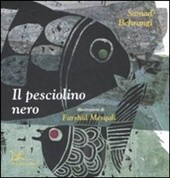 Samad
Behrangi
Il pesciolino
nero
illustrazioni di
Farshid Mesqali